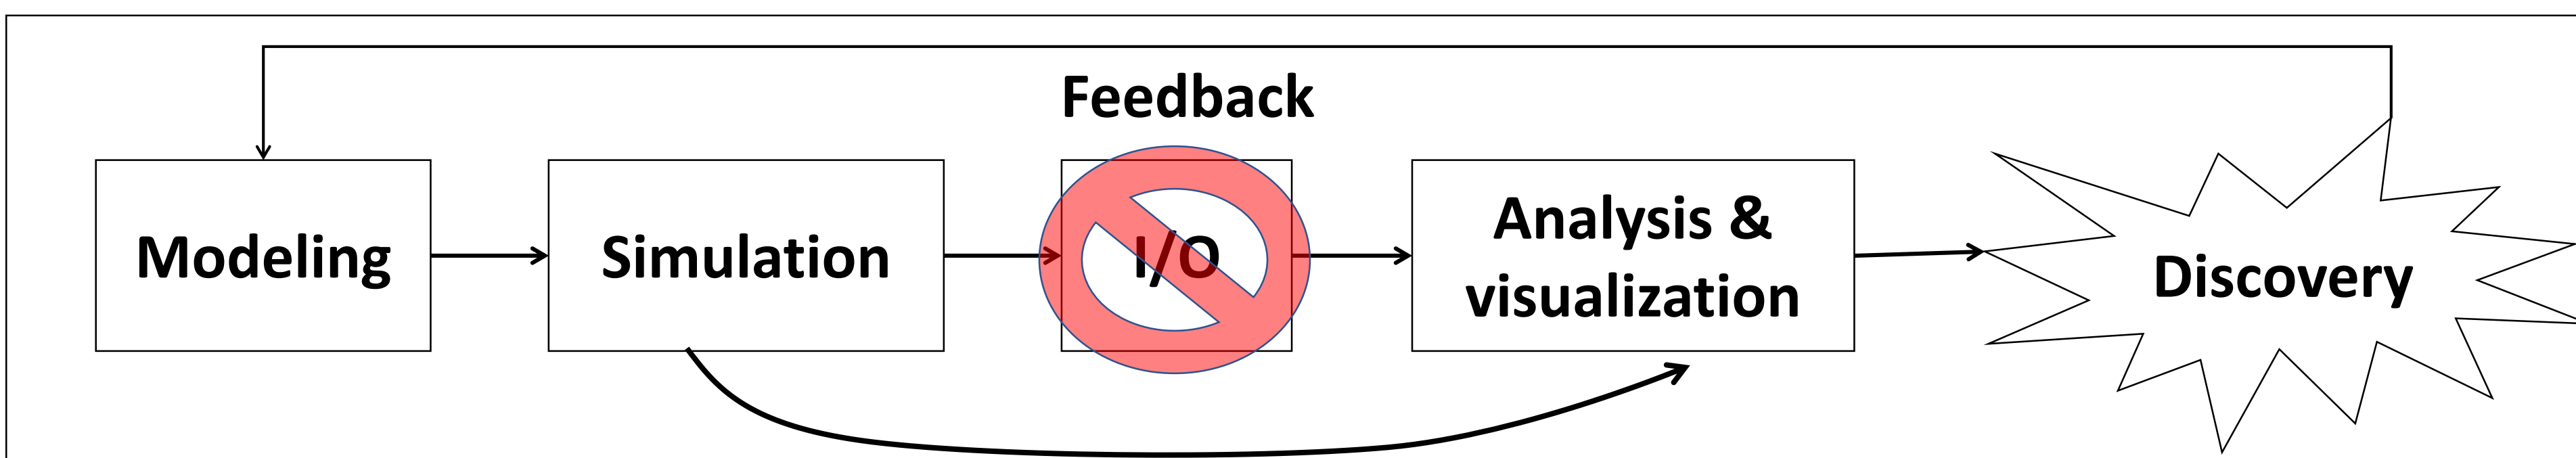 Feedback
Modeling
Simulation
I/O
Analysis &
visualization
Discovery